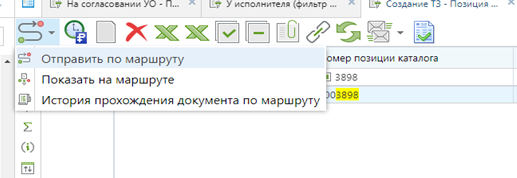 На согласовании УО - П...
У исполнителя (фильтр
Создание ТЗ - Позиция
Отправить по маршруту
омер позиции каталога
Показать на маршруте
3898
История прохождения документа по маршруту
003898